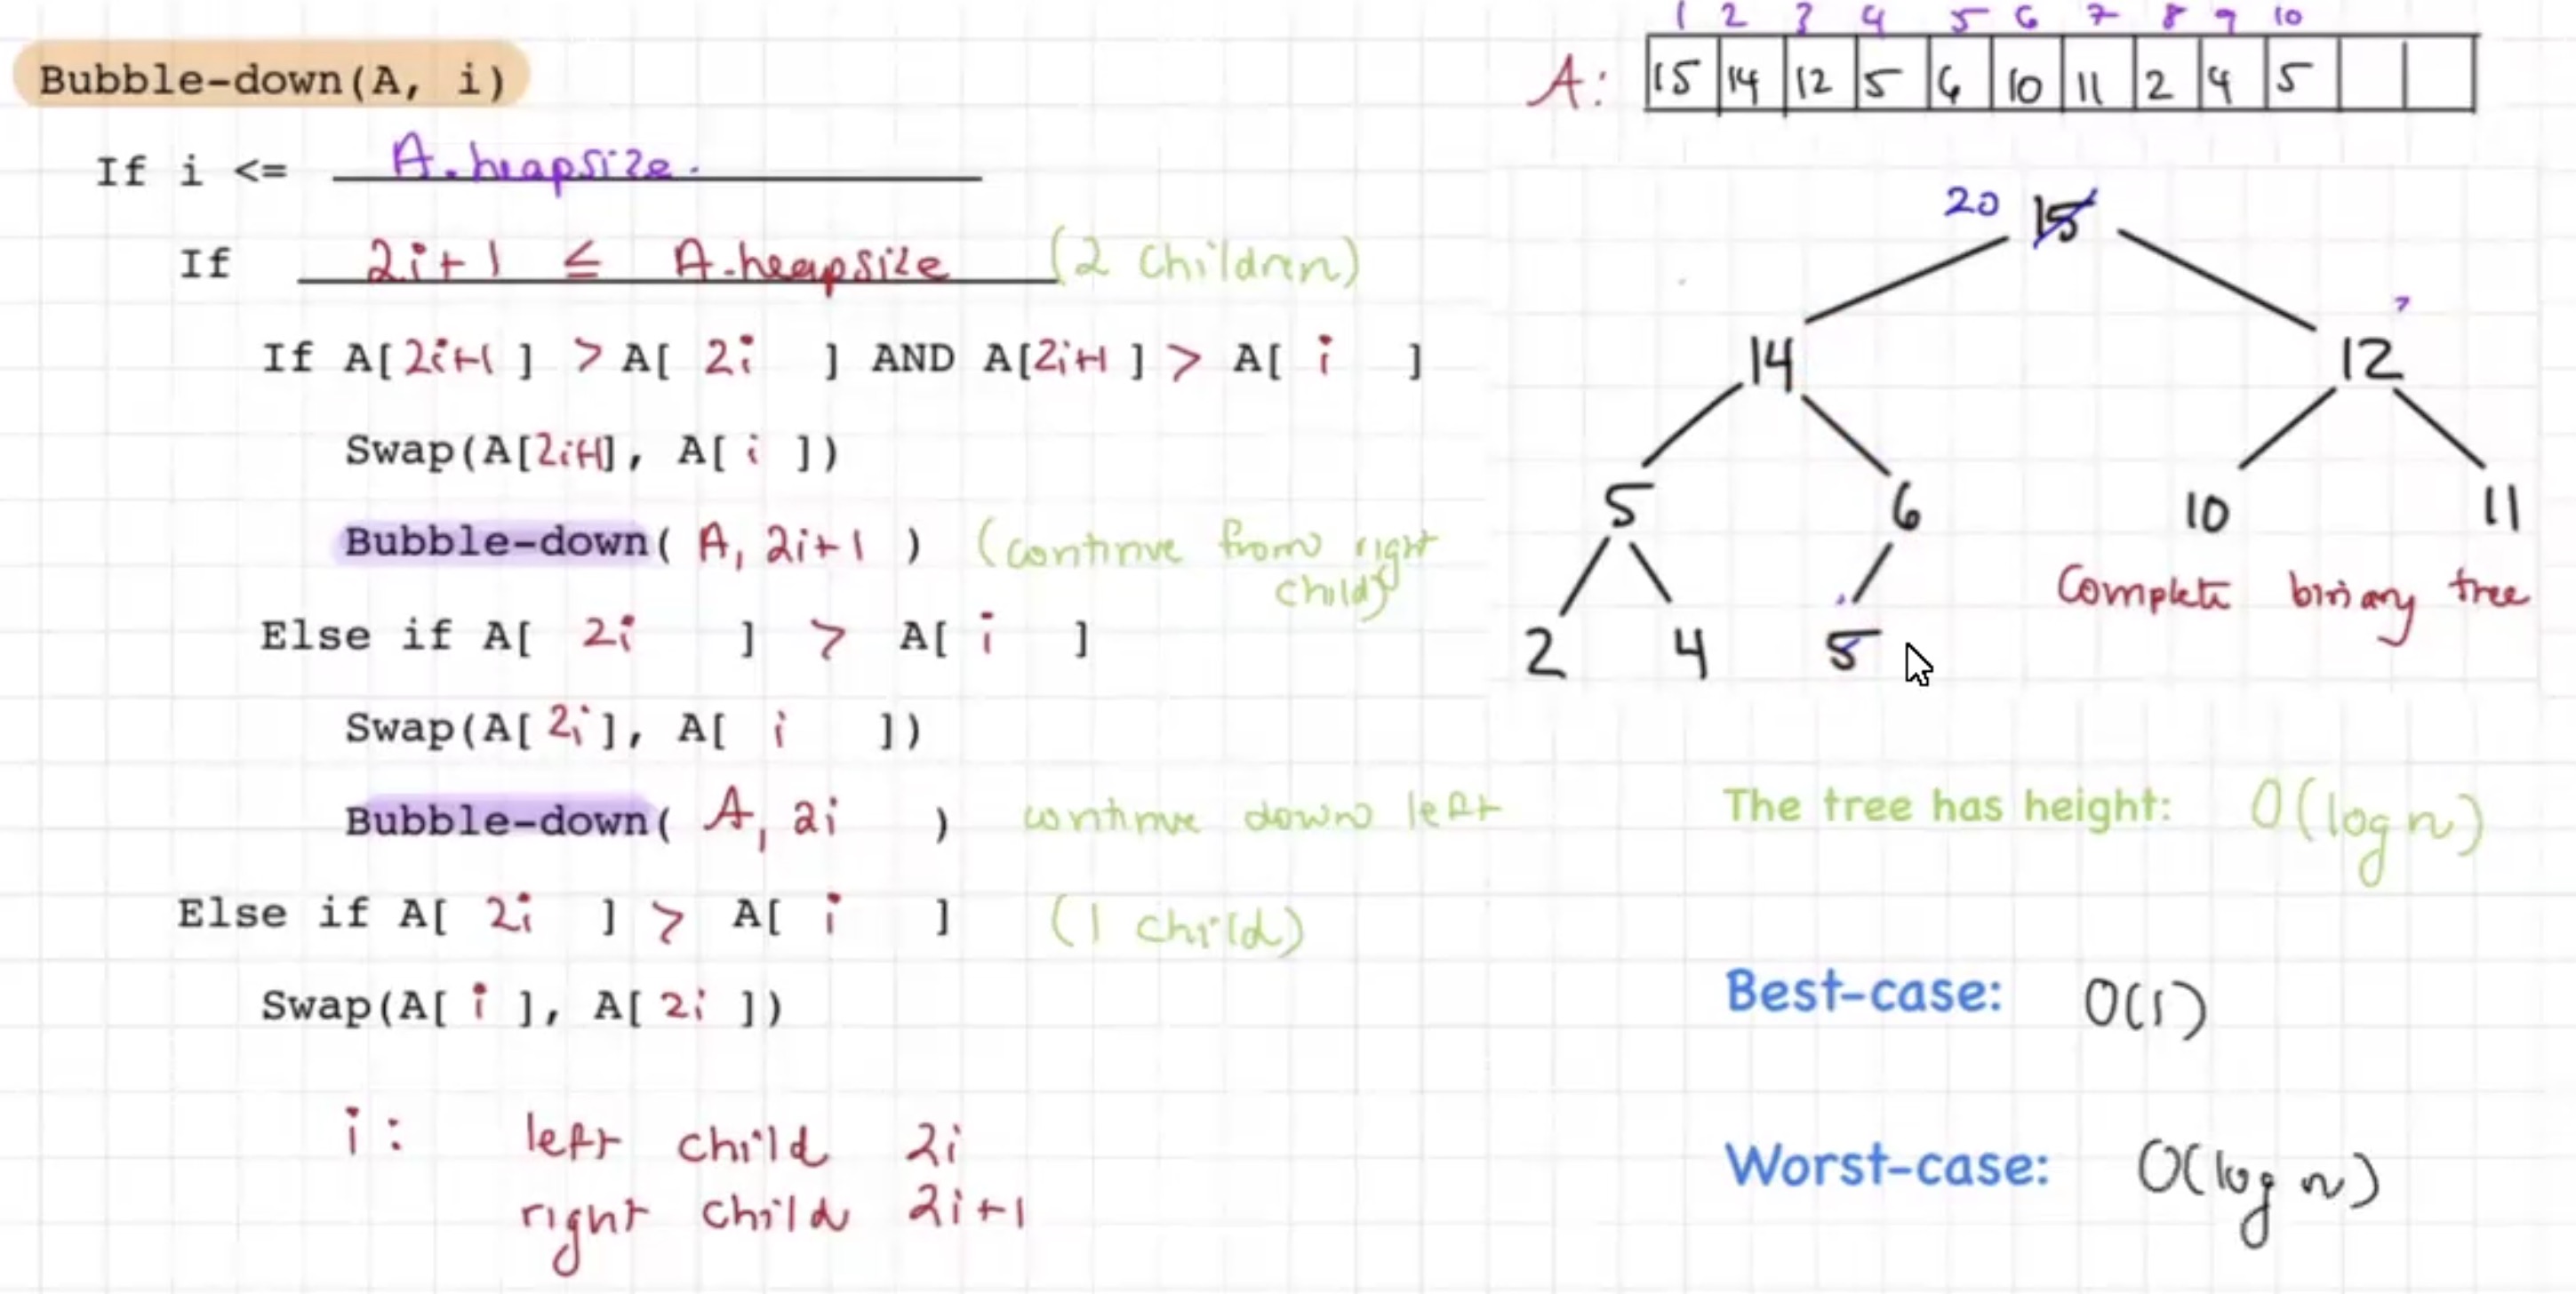 Bubble-down(A, i)
If i <= A.heapsize.
If 2i+1 ≤ A.heapsize (2 children)
If A[2i+1] > A[ 2i ] AND A[2i+1] > A[ i ]
Swap(A[2i+1], A[ i ])
Bubble-down( A, 2i+1 ) (continue from right
child)
Else if A[ 2i ] > A[ i ]
Swap(A[ 2i ], A[ i ])
Bubble-down( A, 2i ) continue down left
Else if A[ 2i ] > A[ i ] (1 child)
Swap(A[ i ], A[ 2i ])
i: left child 2i
right child 2i+1
1 2 3 4 5 6 7 8 9 10
A: 15 14 12 5 6 10 11 2 4 5
20 15
14 12
5 6 10 11
2 4 5
Complete binary tree
The tree has height: O(log n)
Best-case: O(1)
Worst-case: O(log n)